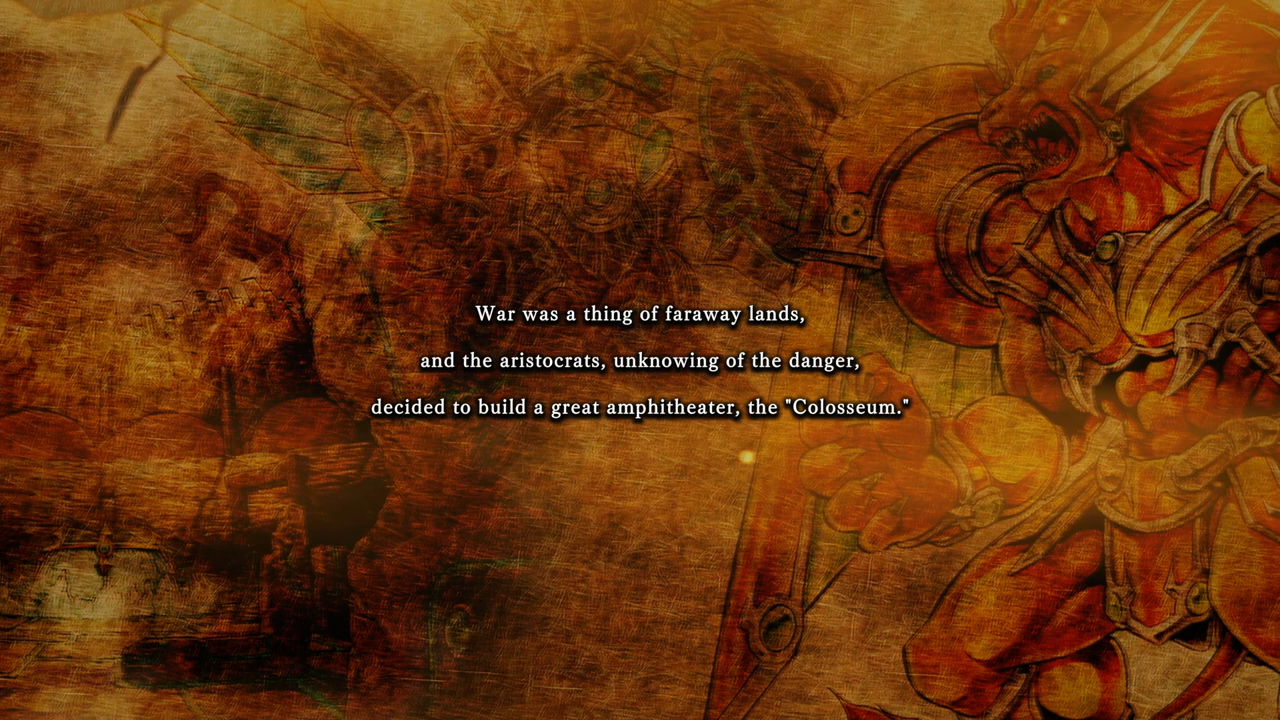 War was a thing of faraway lands,
and the aristocrats, unknowing of the danger,
decided to build a great amphitheater, the "Colosseum."